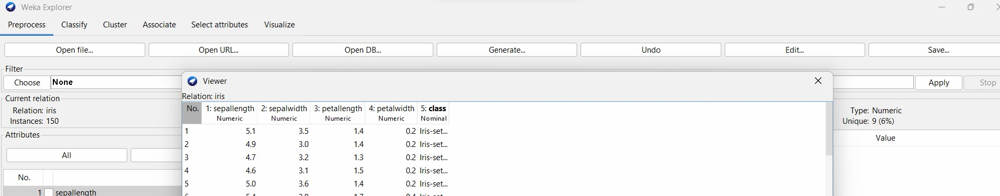 Weka Explorer
Preprocess Classify Cluster Associate Select attributes Visualize
Open file... Open URL... Open DB... Generate... Undo Edit... Save...
Filter
Choose None Apply Stop
Viewer
Relation: iris
Current relation
Relation: iris
Instances: 150
Type: Numeric
Unique: 9 (6%)
Attributes
All
No.
1 sepallength
Value
No. 1: sepallength 2: sepalwidth 3: petallength 4: petalwidth 5: class
Numeric Numeric Numeric Numeric Nominal
1 5.1 3.5 1.4 0.2 Iris-set...
2 4.9 3.0 1.4 0.2 Iris-set...
3 4.7 3.2 1.3 0.2 Iris-set...
4 4.6 3.1 1.5 0.2 Iris-set...
5 5.0 3.6 1.4 0.2 Iris-set...